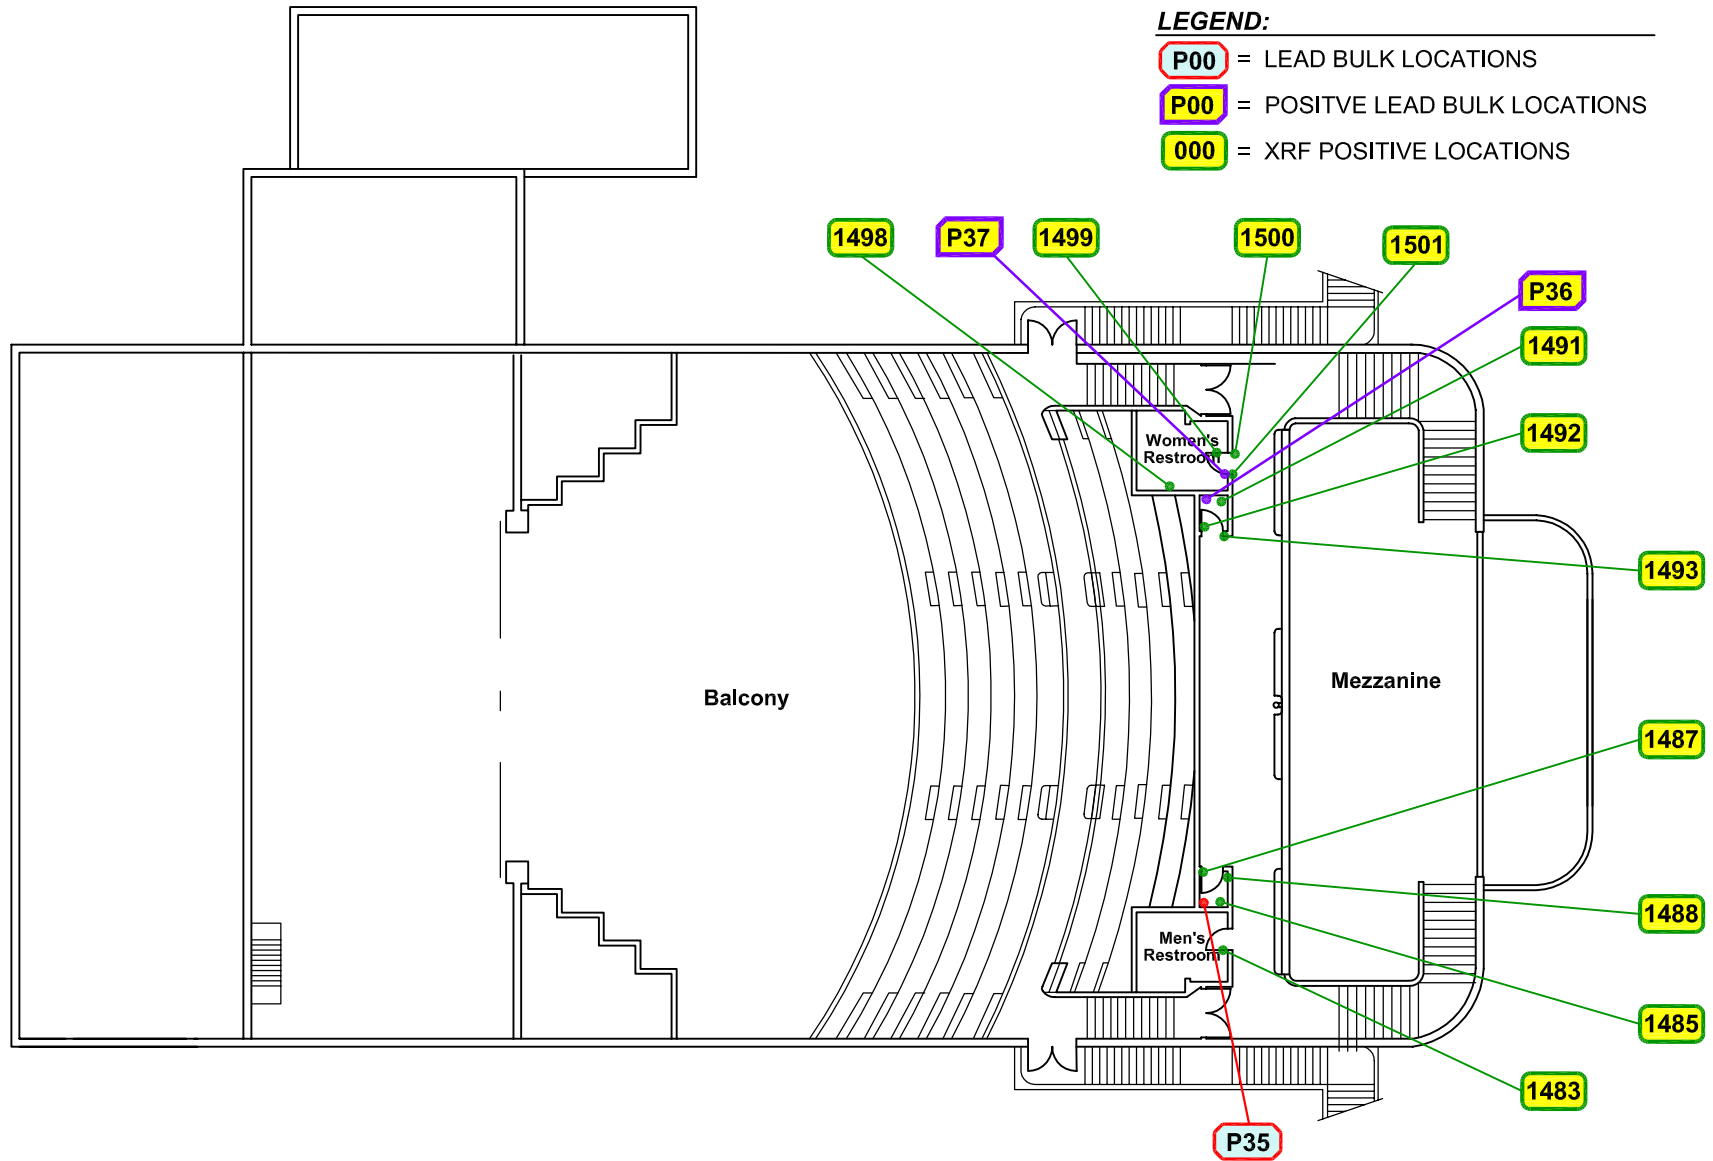 LEGEND:
P00 = LEAD BULK LOCATIONS
P00 = POSITVE LEAD BULK LOCATIONS
000 = XRF POSITIVE LOCATIONS
1498
P37
1499
1500
1501
P36
1491
1492
Women's
Restroom
1493
Balcony
Mezzanine
1487
1488
Men's
Restroom
1485
1483
P35